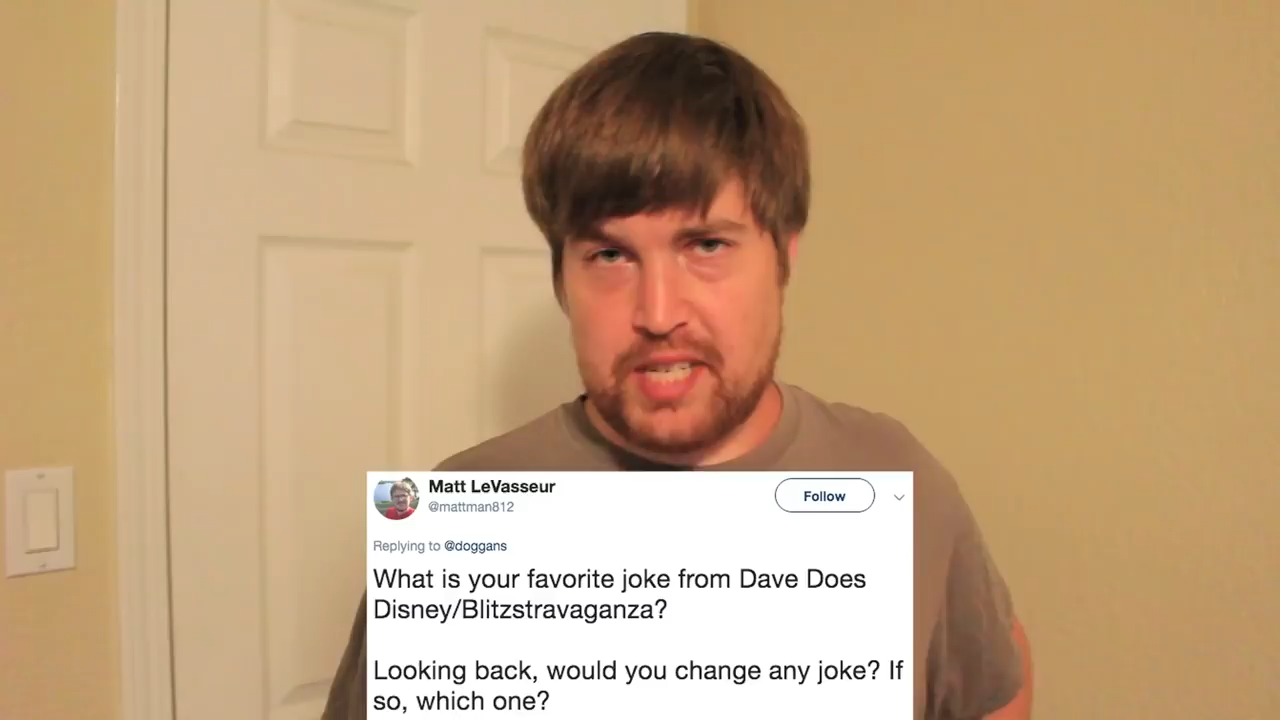 Matt LeVasseur
@mattman812
Follow
Replying to @doggans
What is your favorite joke from Dave Does
Disney/Blitzstravaganza?
Looking back, would you change any joke? If
so, which one?